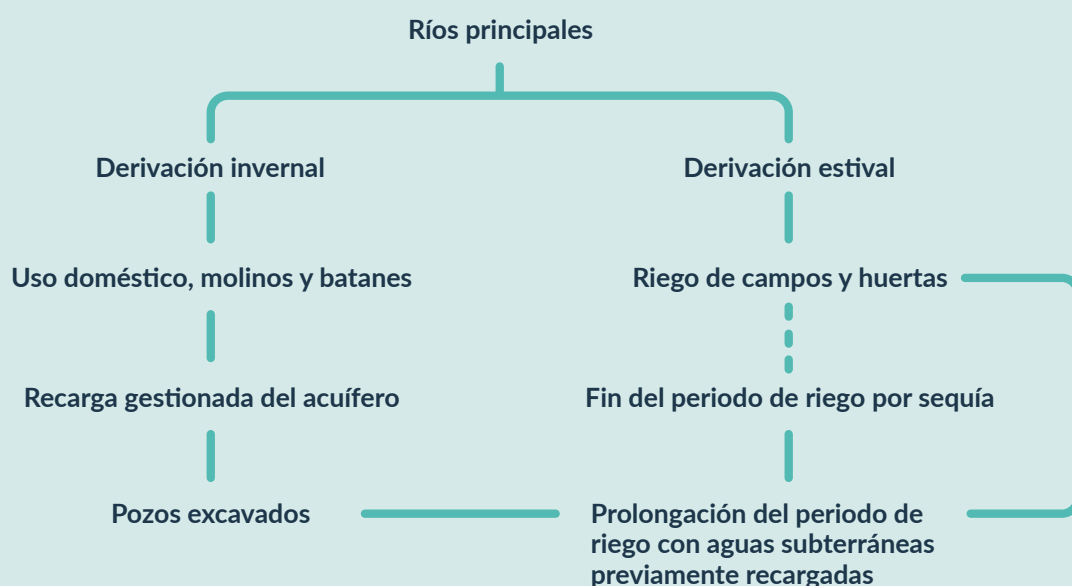 Ríos principales
Derivación invernal
Derivación estival
Uso doméstico, molinos y batanes
Riego de campos y huertas
Recarga gestionada del acuífero
Fin del periodo de riego por sequía
Pozos excavados
Prolongación del periodo de
riego con aguas subterráneas
previamente recargadas